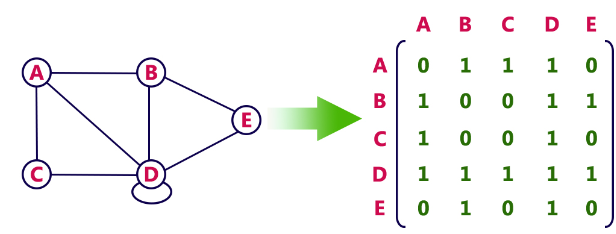 A B C D E
A B
A 0 1 1 1 0
B 1 0 0 1 1
E
C 1 0 0 1 0
C D
D 1 1 1 1 1
E 0 1 0 1 0